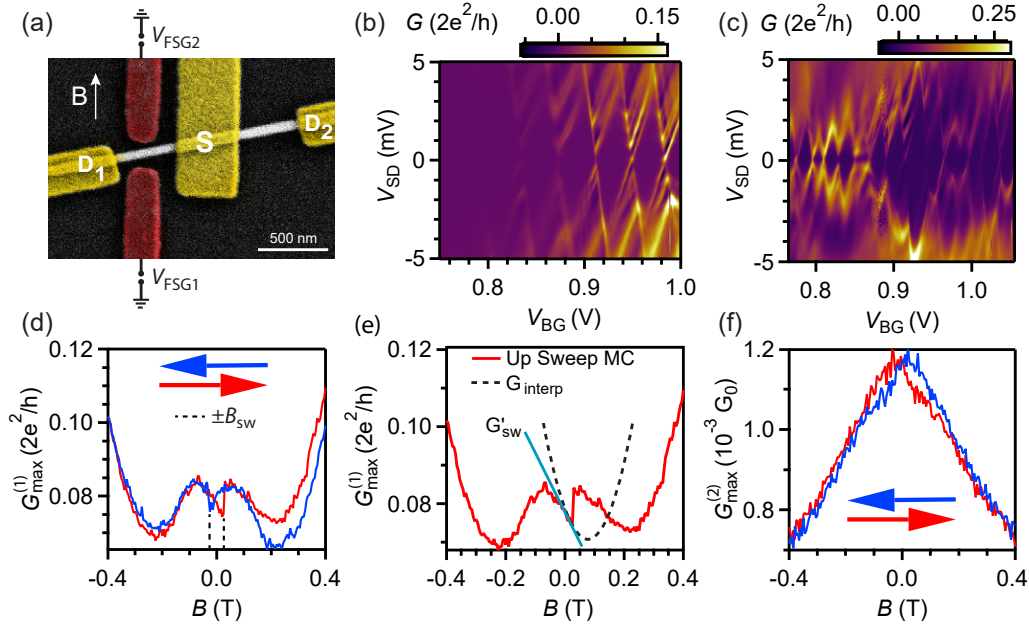 (a)
V_FSG2
B
D_1
S
D_2
500 nm
V_FSG1
(b)
G (2e²/h)
0.00
0.15
V_SD (mV)
5
0
-5
0.8
0.9
1.0
V_BG (V)
(c)
G (2e²/h)
0.00
0.25
V_SD (mV)
5
0
-5
0.8
0.9
1.0
V_BG (V)
(d)
G_max^(1) (2e²/h)
0.12
0.10
0.08
±B_sw
-0.4
0.0
0.4
B (T)
(e)
G_max^(1) (2e²/h)
0.12
0.10
0.08
Up Sweep MC
G_interp
G'_sw
-0.4
-0.2
0.0
0.2
0.4
B (T)
(f)
G_max^(2) (10⁻³ G_0)
1.2
1.0
0.8
-0.4
0.0
0.4
B (T)